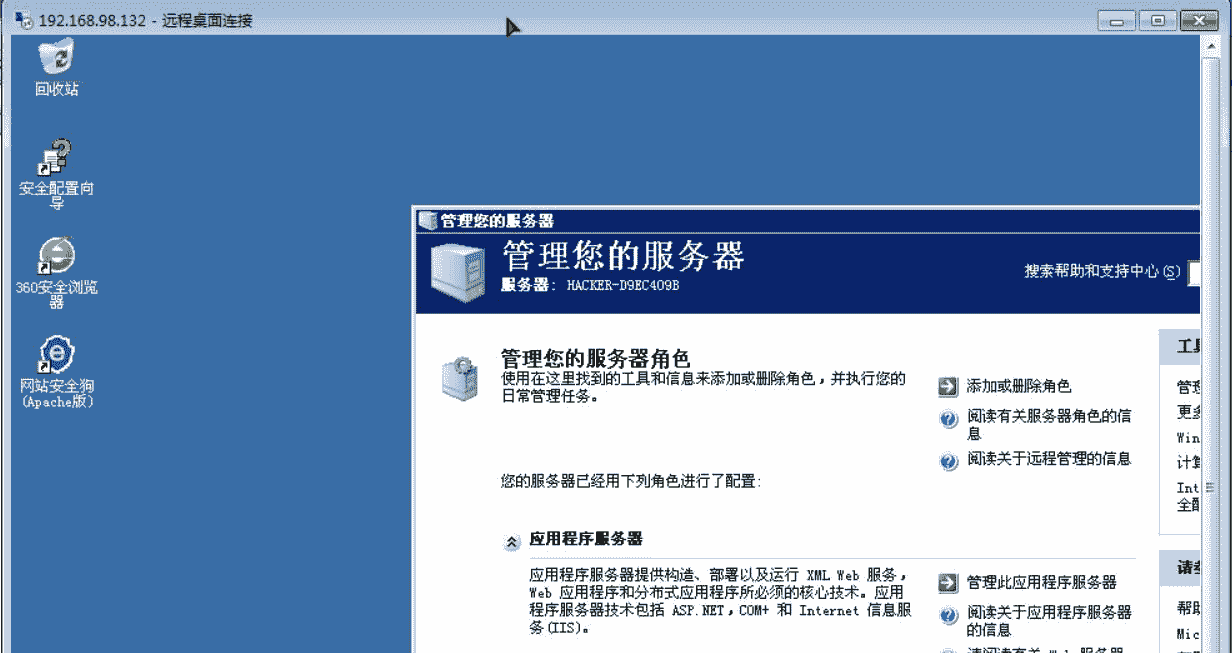 192.168.98.132 - 远程桌面连接
回收站
安全配置向
导
360安全浏览
器
网站安全狗
(Apache版)
管理您的服务器
管理您的服务器
服务器: HACKER-D9EC409B
搜索帮助和支持中心(S)
管理您的服务器角色
使用在这里找到的工具和信息来添加或删除角色，并执行您的
日常管理任务。
添加或删除角色
阅读有关服务器角色的信
息
阅读关于远程管理的信息
您的服务器已经用下列角色进行了配置:
应用程序服务器
应用程序服务器提供构造、部署以及运行 XML Web 服务，
Web 应用程序和分布式应用程序所必须的核心技术。应用
程序服务器技术包括 ASP.NET，COM+ 和 Internet 信息服
务(IIS)。
管理此应用程序服务器
阅读关于应用程序服务器
的信息
工具
管理
更多
Win
计算
Int
全配
请参
帮助
Mic